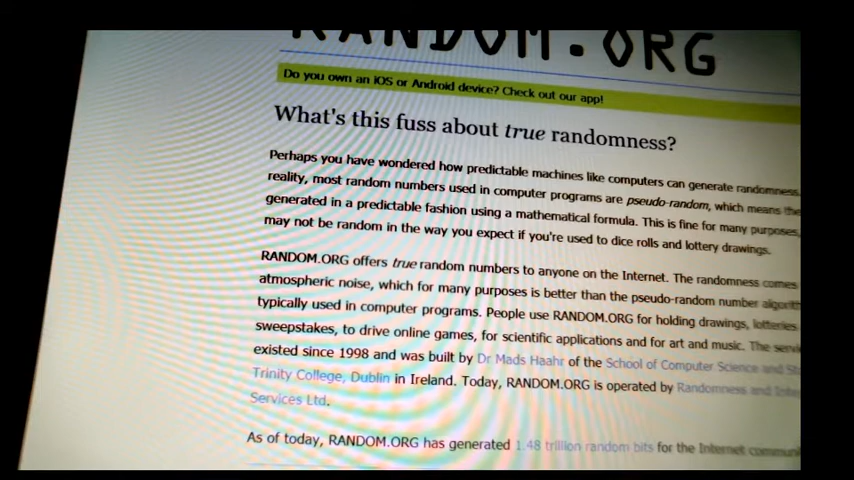 RANDOM.ORG
Do you own an iOS or Android device? Check out our app!
What's this fuss about true randomness?
Perhaps you have wondered how predictable machines like computers can generate randomness.
reality, most random numbers used in computer programs are pseudo-random, which means the
generated in a predictable fashion using a mathematical formula. This is fine for many purposes,
may not be random in the way you expect if you're used to dice rolls and lottery drawings.
RANDOM.ORG offers true random numbers to anyone on the Internet. The randomness comes
atmospheric noise, which for many purposes is better than the pseudo-random number
typically used in computer programs. People use RANDOM.ORG for holding drawings, lotteries
sweepstakes, to drive online games, for scientific applications and for art and music. The
existed since 1998 and was built by Dr Mads Haahr of the School of Computer Science and
Trinity College, Dublin in Ireland. Today, RANDOM.ORG is operated by Randomness and
Services Ltd.
As of today, RANDOM.ORG has generated 1.48 trillion random bits for the Internet